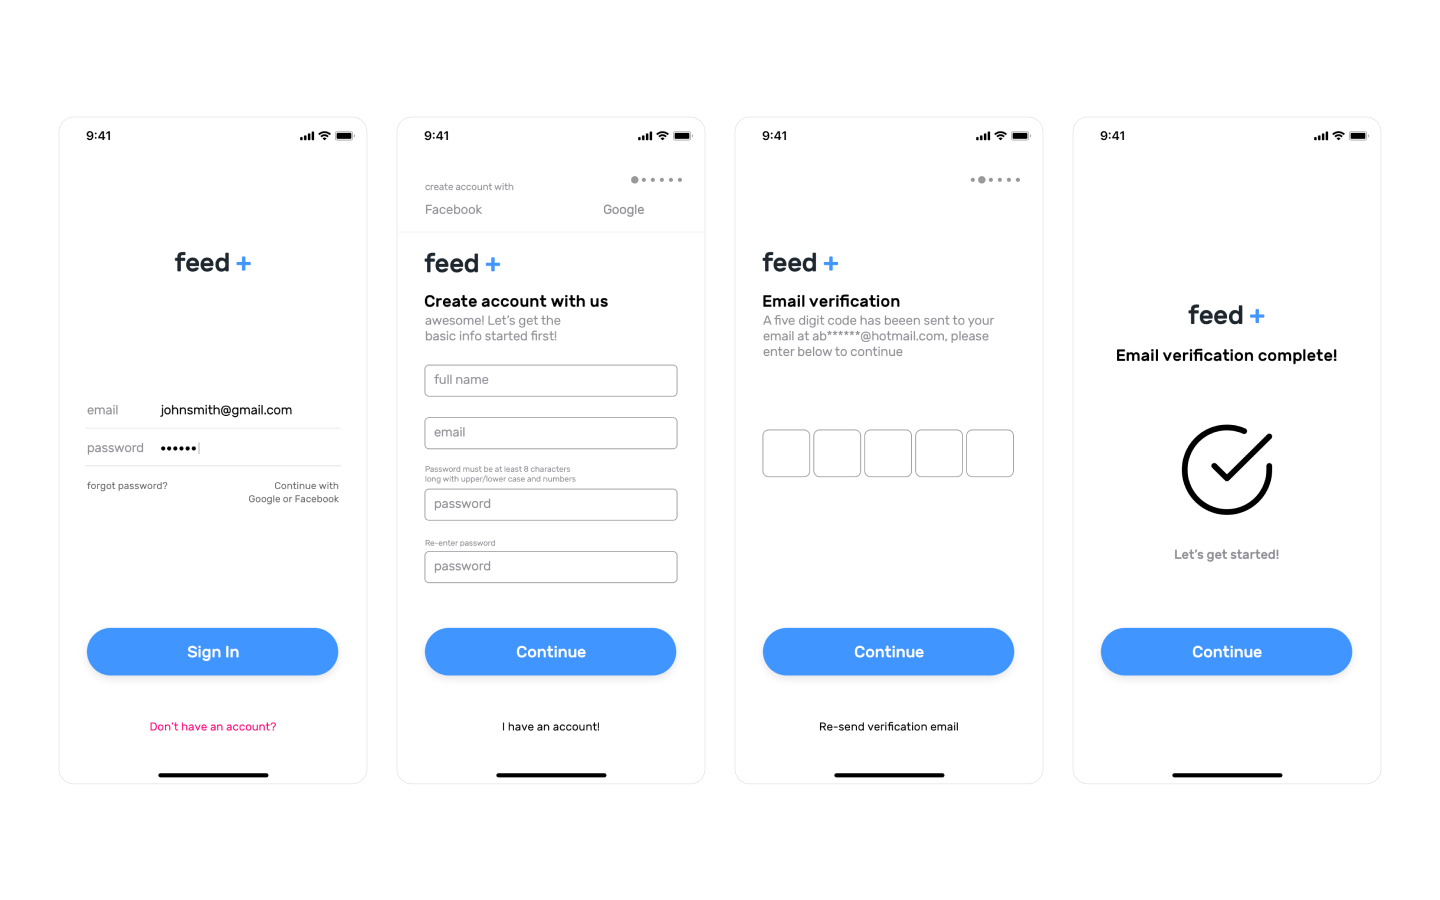 9:41
feed +
email johnsmith@gmail.com
password ••••••
forgot password?
Continue with
Google or Facebook
Sign In
Don't have an account?
9:41
create account with
Facebook Google
feed +
Create account with us
awesome! Let's get the
basic info started first!
full name
email
Password must be at least 8 characters
long with upper/lower case and numbers
password
Re-enter password
password
Continue
I have an account!
9:41
feed +
Email verification
A five digit code has beeen sent to your
email at ab******@hotmail.com, please
enter below to continue
Continue
Re-send verification email
9:41
feed +
Email verification complete!
Let's get started!
Continue